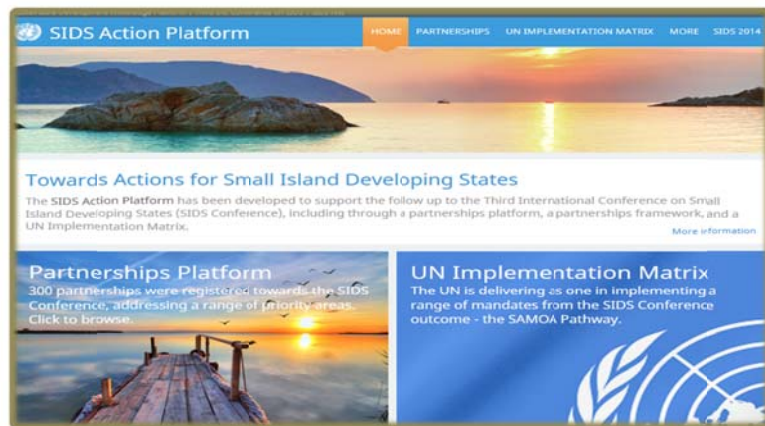 SIDS Action Platform
HOME PARTNERSHIPS UN IMPLEMENTATION MATRIX MORE SIDS 2014
Towards Actions for Small Island Developing States
The SIDS Action Platform has been developed to support the follow up to the Third International Conference on Small
Island Developing States (SIDS Conference), including through a partnerships platform, a partnerships framework, and a
UN Implementation Matrix.
More information
Partnerships Platform
300 partnerships were registered towards the SIDS
Conference, addressing a range of priority areas.
Click to browse.
UN Implementation Matrix
The UN is delivering as one in implementing a
range of mandates from the SIDS Conference
outcome - the SAMOA Pathway.